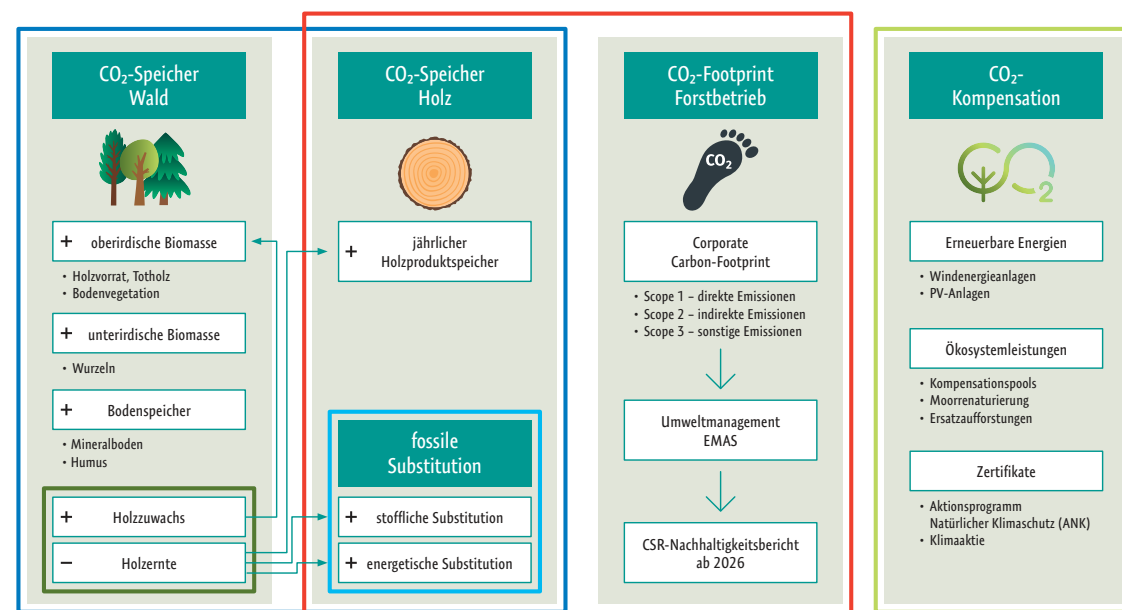 CO₂-Speicher
Wald
+ oberirdische Biomasse
• Holzvorrat, Totholz
• Bodenvegetation
+ unterirdische Biomasse
• Wurzeln
+ Bodenspeicher
• Mineralboden
• Humus
+ Holzzuwachs
− Holzernte
CO₂-Speicher
Holz
+ jährlicher
Holzproduktspeicher
fossile
Substitution
+ stoffliche Substitution
+ energetische Substitution
CO₂-Footprint
Forstbetrieb
CO₂
Corporate
Carbon-Footprint
• Scope 1 – direkte Emissionen
• Scope 2 – indirekte Emissionen
• Scope 3 – sonstige Emissionen
Umweltmanagement
EMAS
CSR-Nachhaltigkeitsbericht
ab 2026
CO₂-
Kompensation
CO2
Erneuerbare Energien
• Windenergieanlagen
• PV-Anlagen
Ökosystemleistungen
• Kompensationspools
• Moorrenaturierung
• Ersatzaufforstungen
Zertifikate
• Aktionsprogramm
Natürlicher Klimaschutz (ANK)
• Klimaaktie